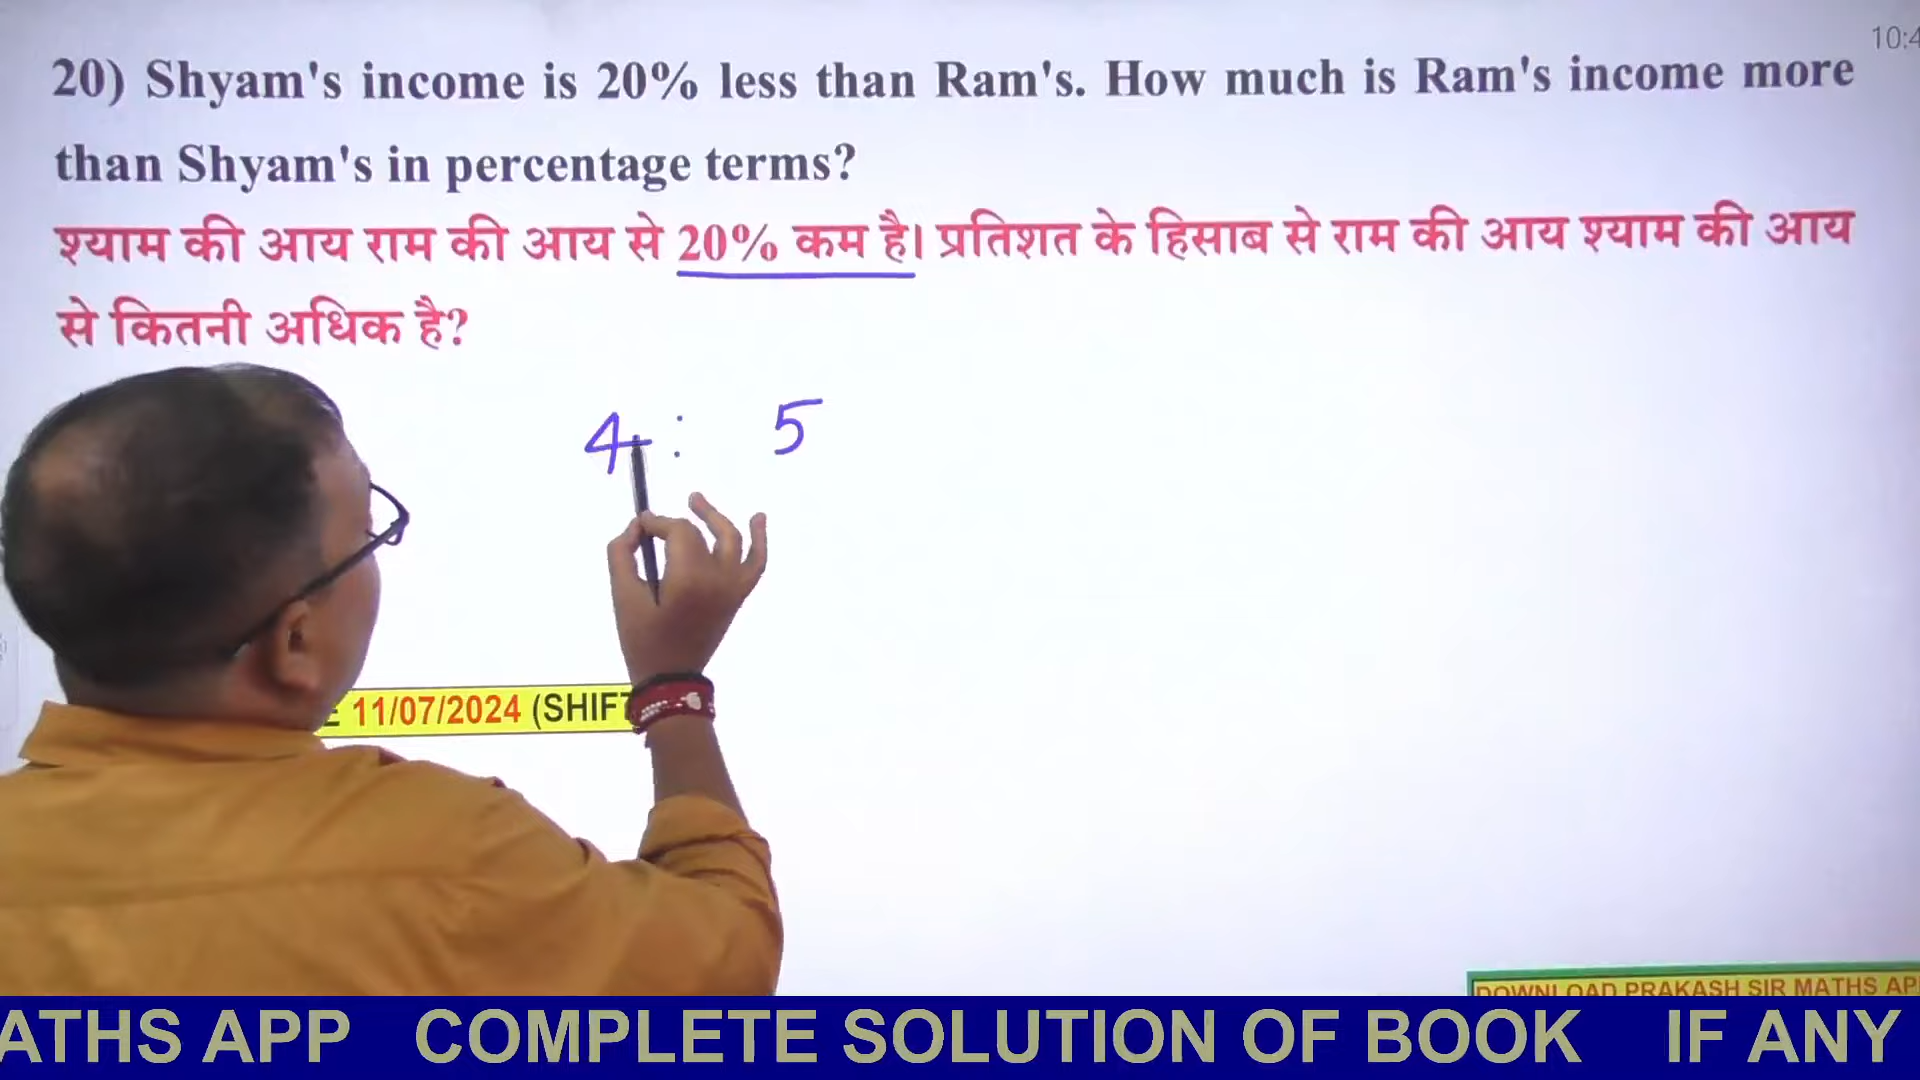 10:4
20) Shyam's income is 20% less than Ram's. How much is Ram's income more
than Shyam's in percentage terms?
श्याम की आय राम की आय से 20% कम है। प्रतिशत के हिसाब से राम की आय श्याम की आय
से कितनी अधिक है?
4 : 5
11/07/2024 (SHIFT
DOWNLOAD PRAKASH SIR MATHS AP
ATHS APP COMPLETE SOLUTION OF BOOK IF ANY